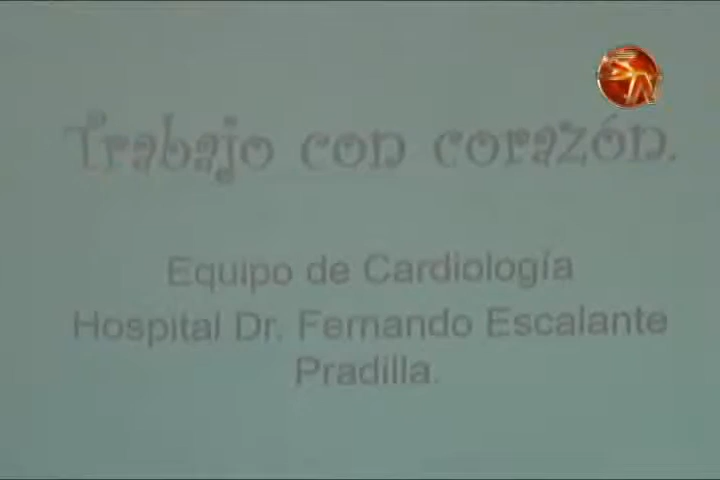 Trabajo con corazón.
Equipo de Cardiología
Hospital Dr. Fernando Escalante
Pradilla.